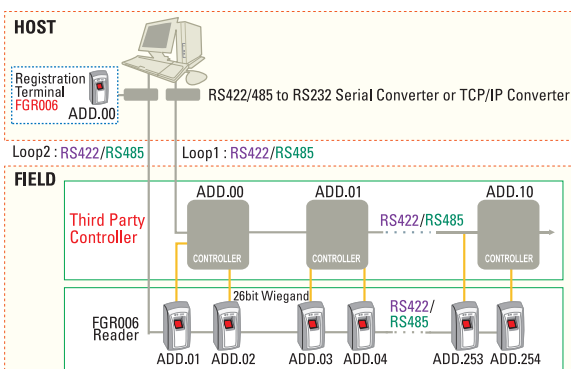 HOST
Registration
Terminal
FGR006
ADD.00
RS422/485 to RS232 Serial Converter or TCP/IP Converter
Loop2 : RS422/RS485
Loop1 : RS422/RS485
FIELD
ADD.00
ADD.01
ADD.10
Third Party
Controller
RS422/RS485
CONTROLLER
CONTROLLER
CONTROLLER
26bit Wiegand
RS422/
RS485
FGR006
Reader
ADD.01
ADD.02
ADD.03
ADD.04
ADD.253
ADD.254